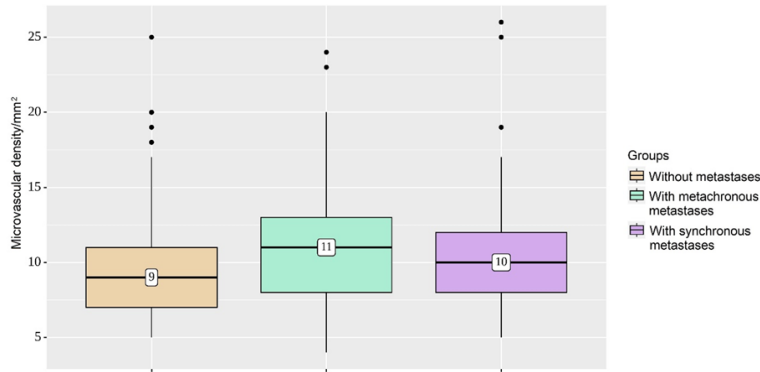 25
20
15
10
5
Microvascular density/mm²
9
11
10
Groups
Without metastases
With metachronous
metastases
With synchronous
metastases